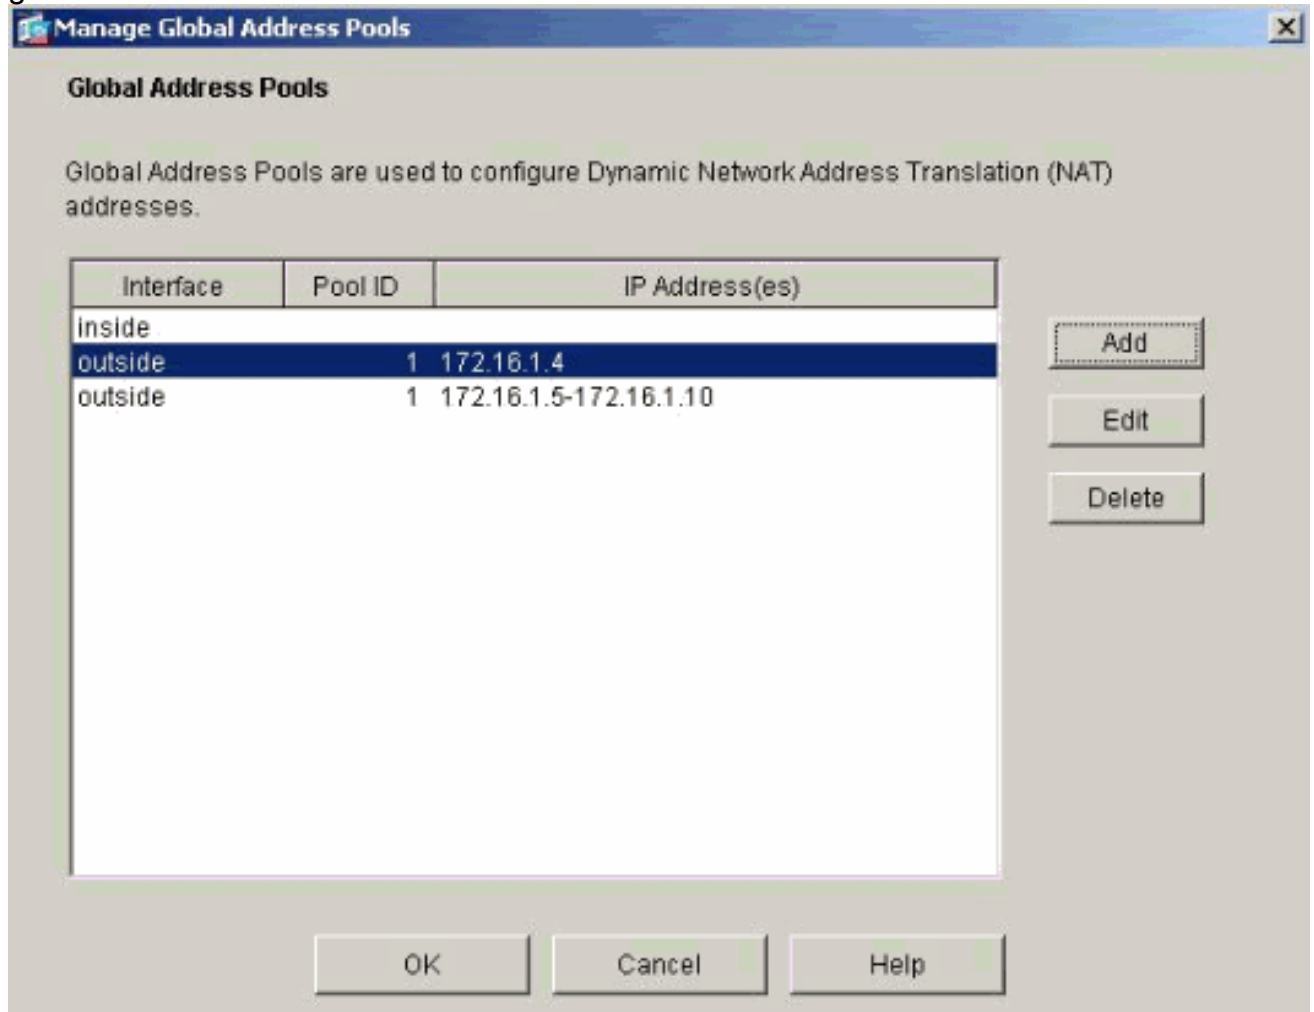 Manage Global Address Pools
Global Address Pools
Global Address Pools are used to configure Dynamic Network Address Translation (NAT)
addresses.
Interface Pool ID IP Address(es)
inside
outside 1 172.16.1.4
outside 1 172.16.1.5-172.16.1.10
Add
Edit
Delete
OK Cancel Help